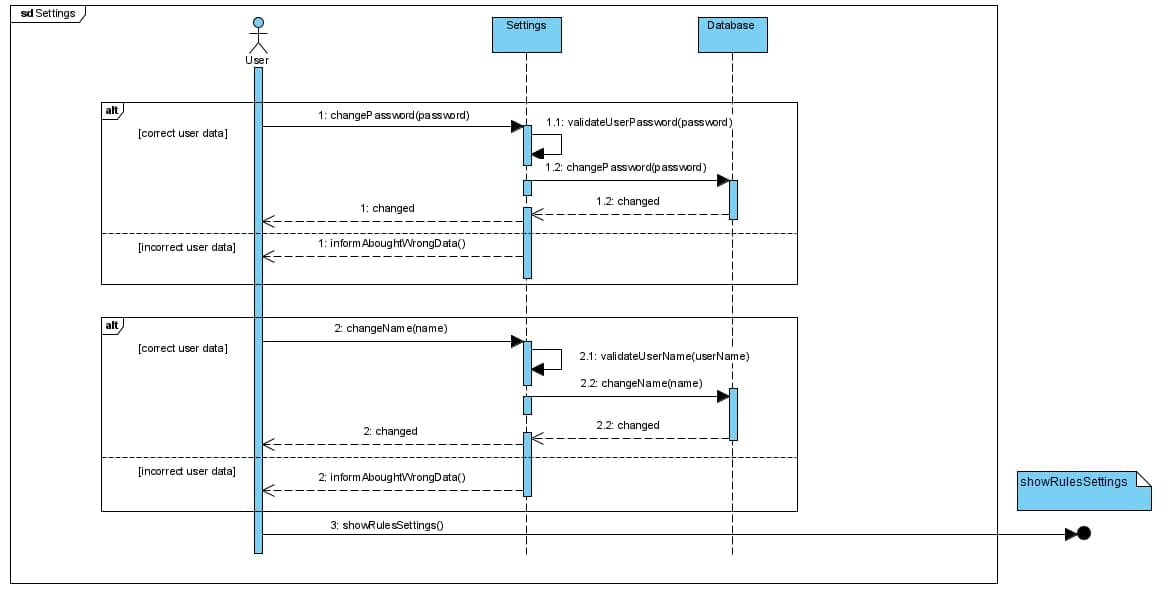 sd Settings
User
Settings
Database
alt
[correct user data]
1: changePassword(password)
1.1: validateUserPassword(password)
1.2: changePassword(password)
1.2: changed
1: changed
[incorrect user data]
1: informAboughtWrongData()
alt
[correct user data]
2: changeName(name)
2.1: validateUserName(userName)
2.2: changeName(name)
2.2: changed
2: changed
[incorrect user data]
2: informAboughtWrongData()
3: showRulesSettings()
showRulesSettings